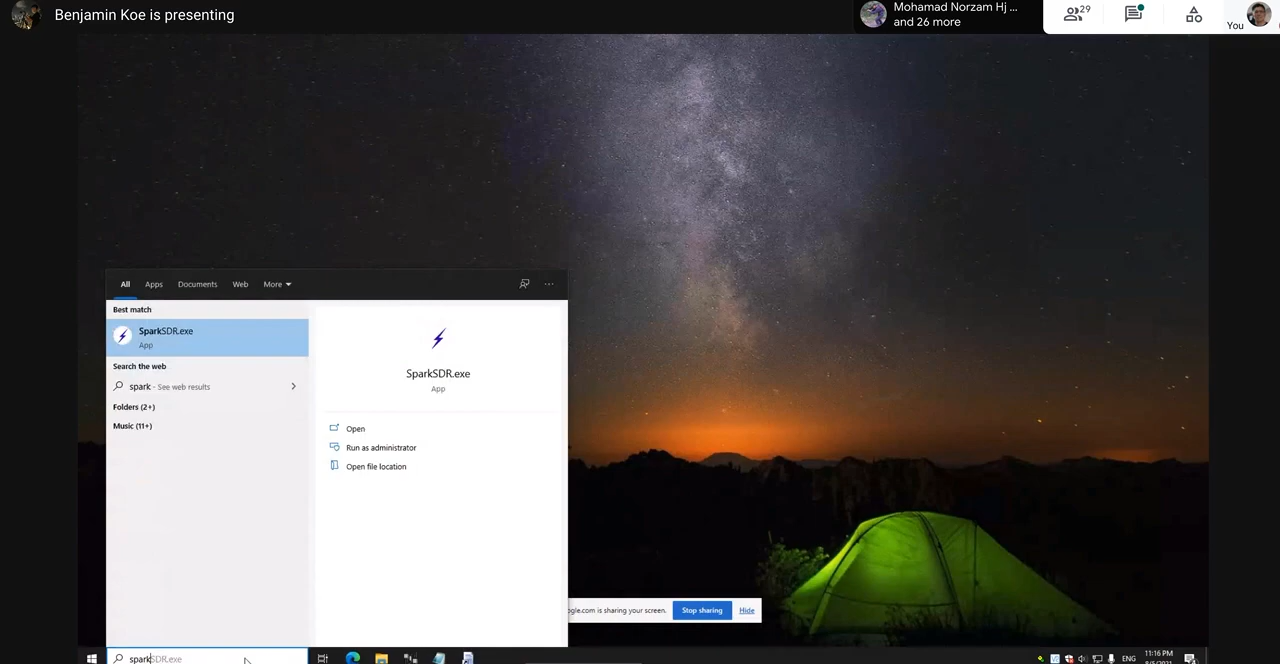 Benjamin Koe is presenting
Mohamad Norzam Hj ...
and 26 more
29
You
All Apps Documents Web More
Best match
SparkSDR.exe
App
Search the web
spark - See web results
Folders (2+)
Music (11+)
SparkSDR.exe
App
Open
Run as administrator
Open file location
ogle.com is sharing your screen. Stop sharing Hide
sparkSDR.exe
ENG
11:16 PM